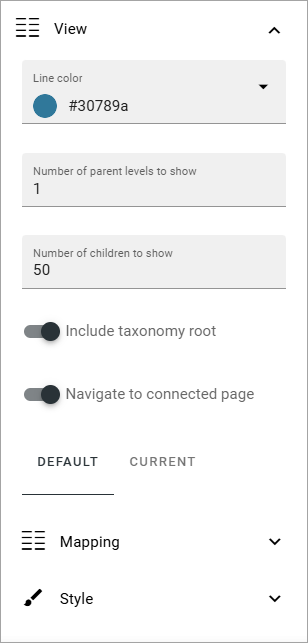 View
Line color
#30789a
Number of parent levels to show
1
Number of children to show
50
Include taxonomy root
Navigate to connected page
DEFAULT CURRENT
Mapping
Style